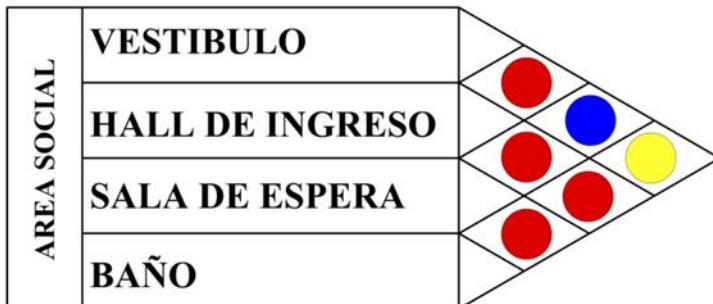 AREA SOCIAL
VESTIBULO
HALL DE INGRESO
SALA DE ESPERA
BAÑO